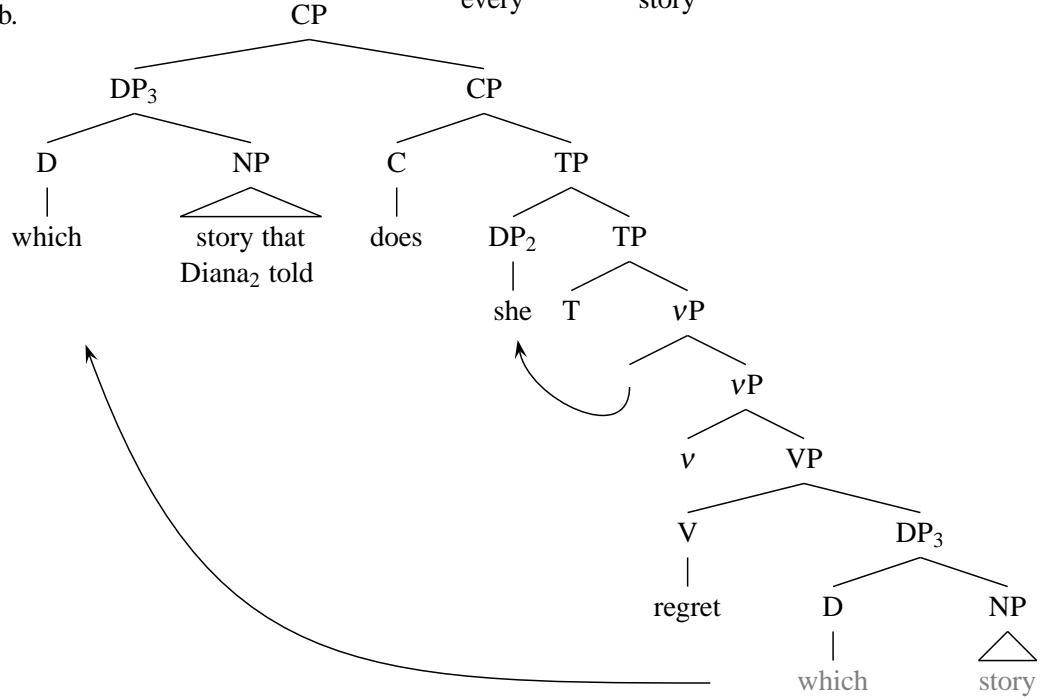 every story
b. CP
DP3 CP
D NP C TP
which story that does DP2 TP
Diana2 told
she T vP
vP
v VP
V DP3
regret D NP
which story